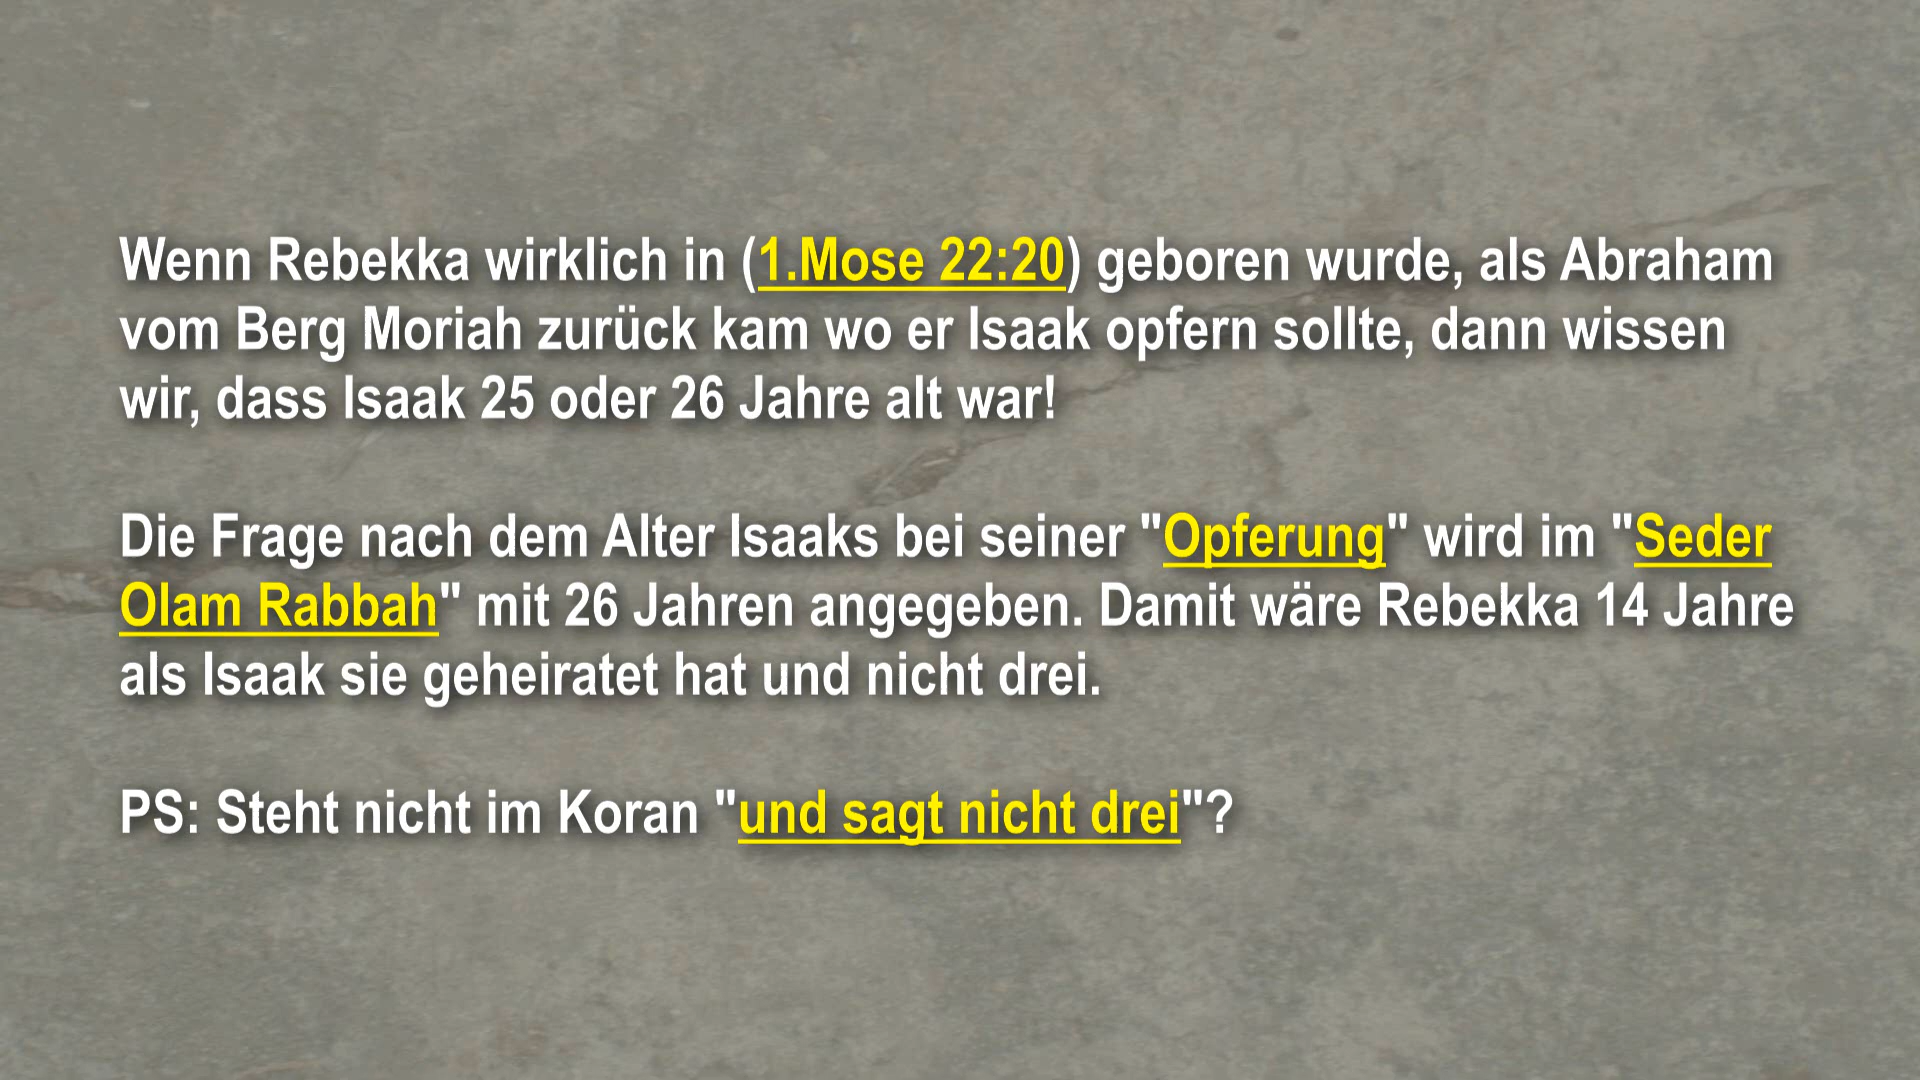 Wenn Rebekka wirklich in (1.Mose 22:20) geboren wurde, als Abraham
vom Berg Moriah zurück kam wo er Isaak opfern sollte, dann wissen
wir, dass Isaak 25 oder 26 Jahre alt war!
Die Frage nach dem Alter Isaaks bei seiner "Opferung" wird im "Seder
Olam Rabbah" mit 26 Jahren angegeben. Damit wäre Rebekka 14 Jahre
als Isaak sie geheiratet hat und nicht drei.
PS: Steht nicht im Koran "und sagt nicht drei"?